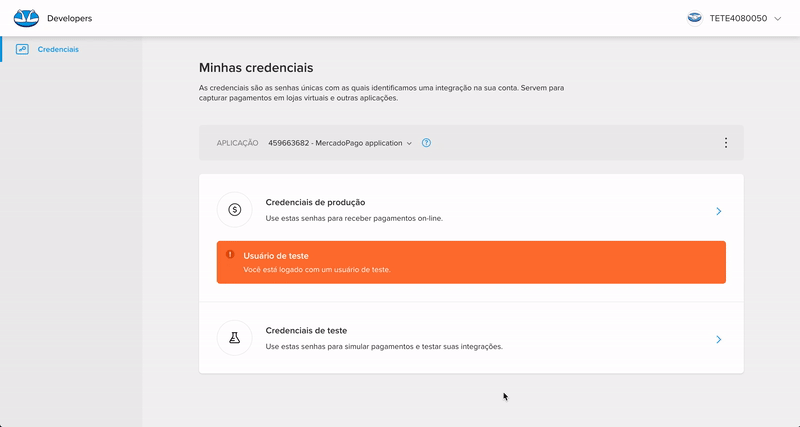 Developers
TETE4080050
Credenciais
Minhas credenciais
As credenciais são as senhas únicas com as quais identificamos uma integração na sua conta. Servem para
capturar pagamentos em lojas virtuais e outras aplicações.
APLICAÇÃO 459663682 - MercadoPago application ?
Credenciais de produção
Use estas senhas para receber pagamentos on-line.
Usuário de teste
Você está logado com um usuário de teste.
Credenciais de teste
Use estas senhas para simular pagamentos e testar suas integrações.